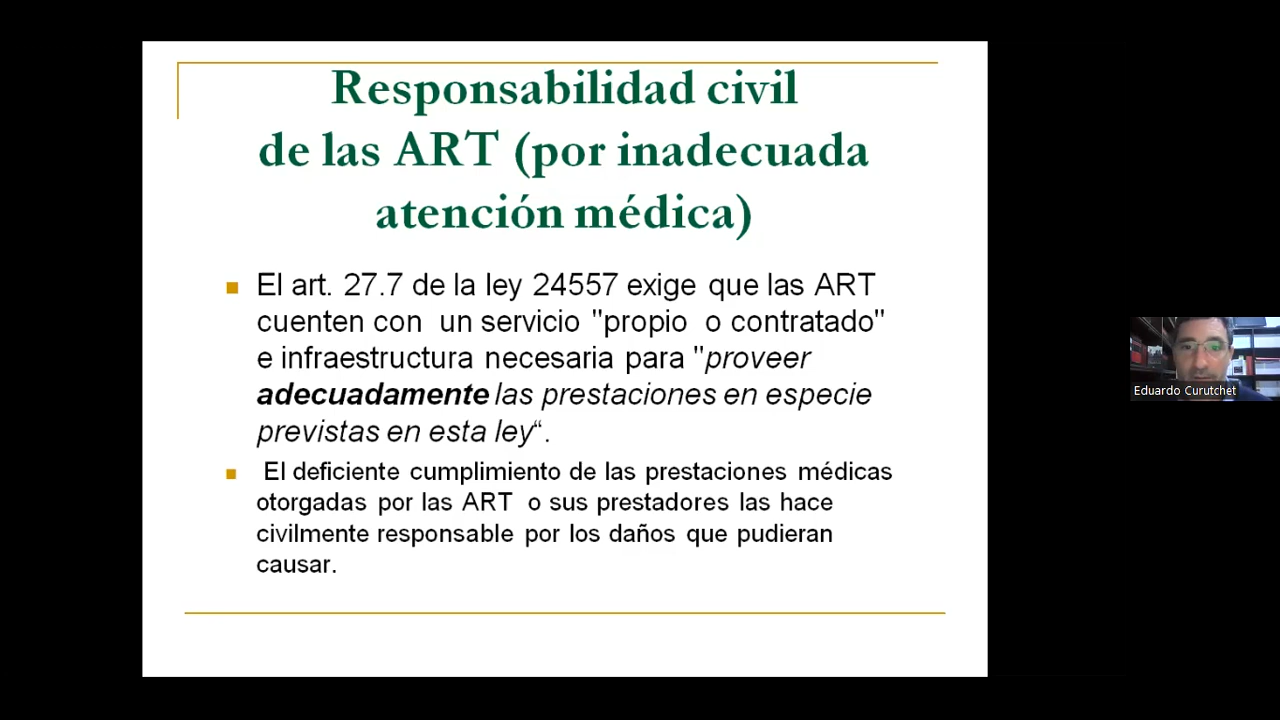 Responsabilidad civil
de las ART (por inadecuada
atención médica)
El art. 27.7 de la ley 24557 exige que las ART
cuenten con un servicio "propio o contratado"
e infraestructura necesaria para "proveer
adecuadamente las prestaciones en especie
previstas en esta ley“.
El deficiente cumplimiento de las prestaciones médicas
otorgadas por las ART o sus prestadores las hace
civilmente responsable por los daños que pudieran
causar.
Eduardo Curutchet